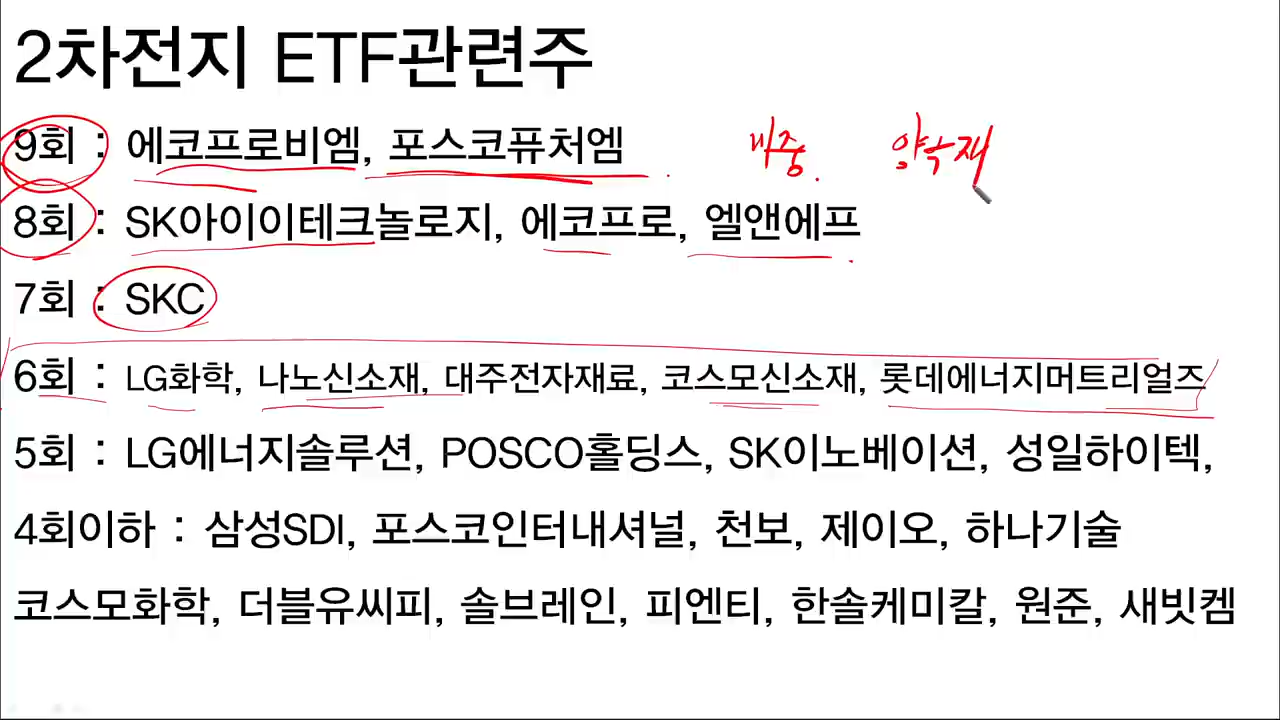 2차전지 ETF관련주
9회 : 에코프로비엠, 포스코퓨처엠 비중 양극재
8회 : SK아이이테크놀로지, 에코프로, 엘앤에프
7회 : SKC
6회 : LG화학, 나노신소재, 대주전자재료, 코스모신소재, 롯데에너지머트리얼즈
5회 : LG에너지솔루션, POSCO홀딩스, SK이노베이션, 성일하이텍,
4회이하 : 삼성SDI, 포스코인터내셔널, 천보, 제이오, 하나기술
코스모화학, 더블유씨피, 솔브레인, 피엔티, 한솔케미칼, 원준, 새빗켐